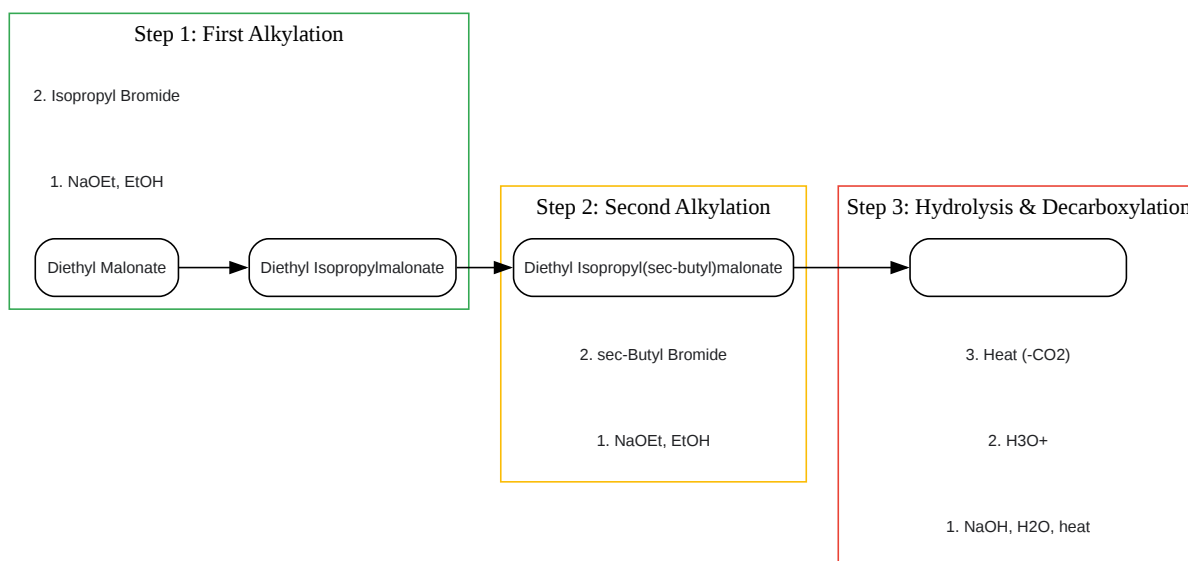 Step 1: First Alkylation
2. Isopropyl Bromide
1. NaOEt, EtOH
Diethyl Malonate
Diethyl Isopropylmalonate
Step 2: Second Alkylation
Diethyl Isopropyl(sec-butyl)malonate
2. sec-Butyl Bromide
1. NaOEt, EtOH
Step 3: Hydrolysis & Decarboxylation
3. Heat (-CO2)
2. H3O+
1. NaOH, H2O, heat